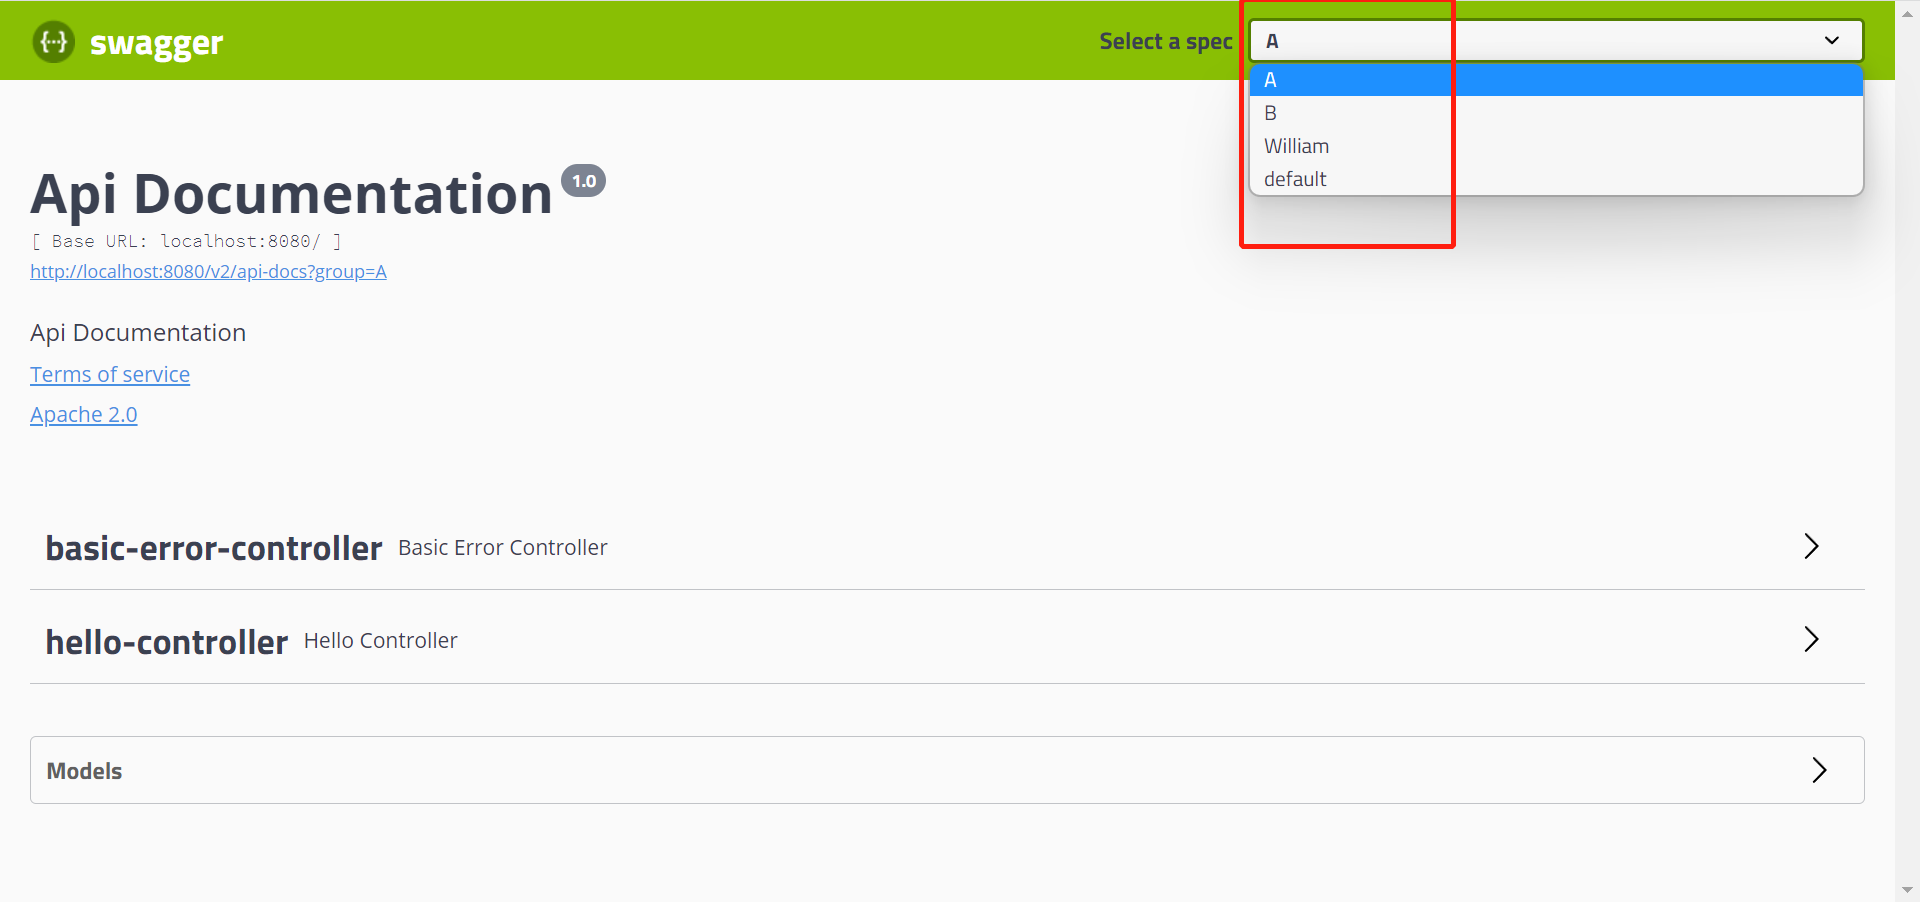 swagger
Select a spec
A
A
B
William
default
Api Documentation 1.0
[ Base URL: localhost:8080/ ]
http://localhost:8080/v2/api-docs?group=A
Api Documentation
Terms of service
Apache 2.0
basic-error-controller Basic Error Controller
hello-controller Hello Controller
Models